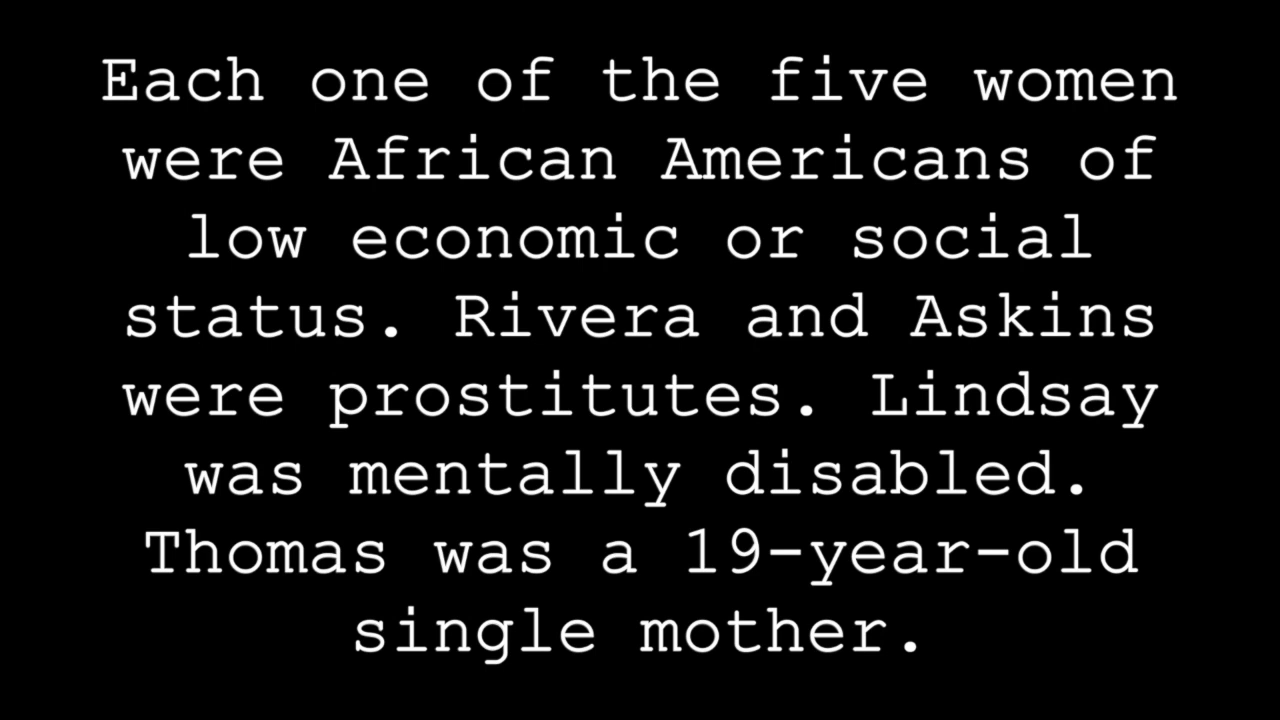 Each one of the five women
were African Americans of
low economic or social
status. Rivera and Askins
were prostitutes. Lindsay
was mentally disabled.
Thomas was a 19-year-old
single mother.